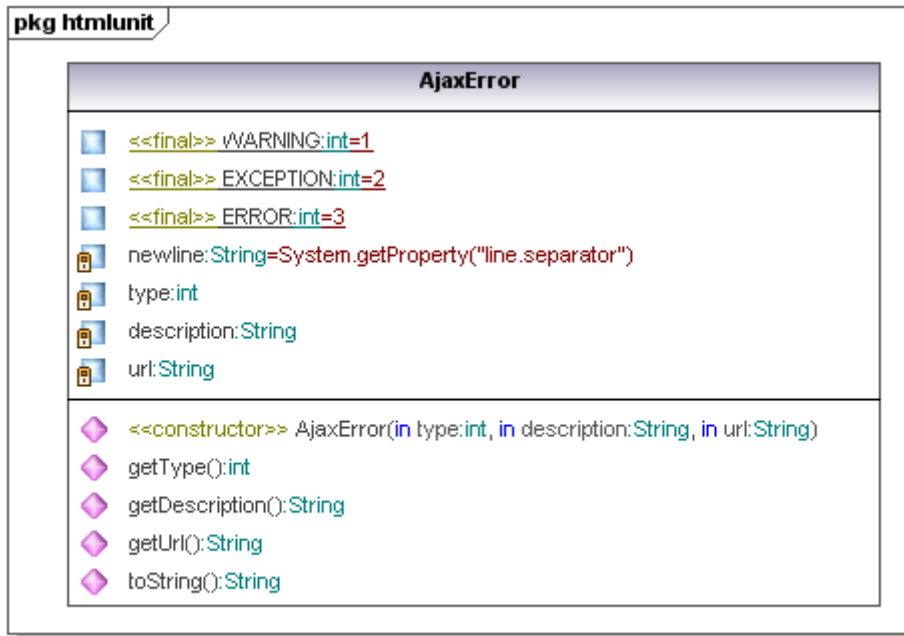 pkg htmlunit
AjaxError
<<final>> WARNING:int=1
<<final>> EXCEPTION:int=2
<<final>> ERROR:int=3
newline:String=System.getProperty("line.separator")
type:int
description:String
url:String
<<constructor>> AjaxError(in type:int, in description:String, in url:String)
getType():int
getDescription():String
getUrl():String
toString():String